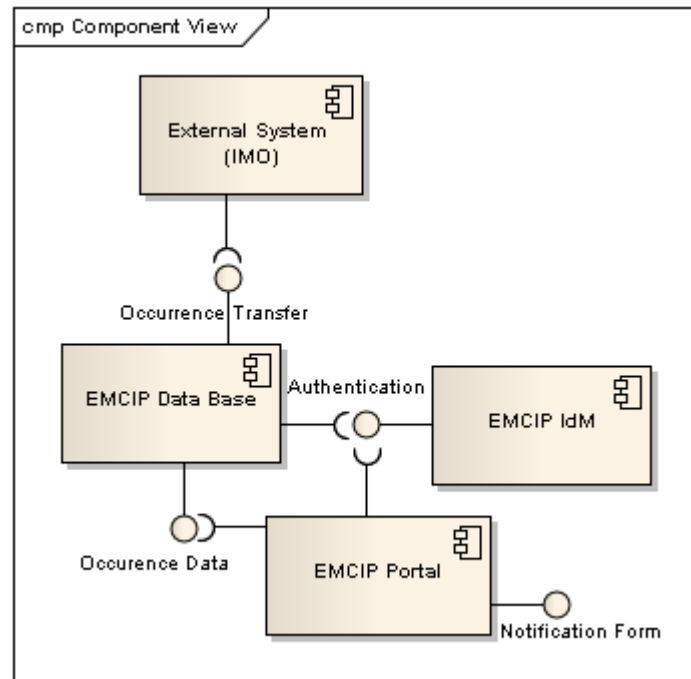 cmp Component View
External System
(IMO)
Occurrence Transfer
EMCIP Data Base
Authentication
EMCIP IdM
Occurence Data
EMCIP Portal
Notification Form